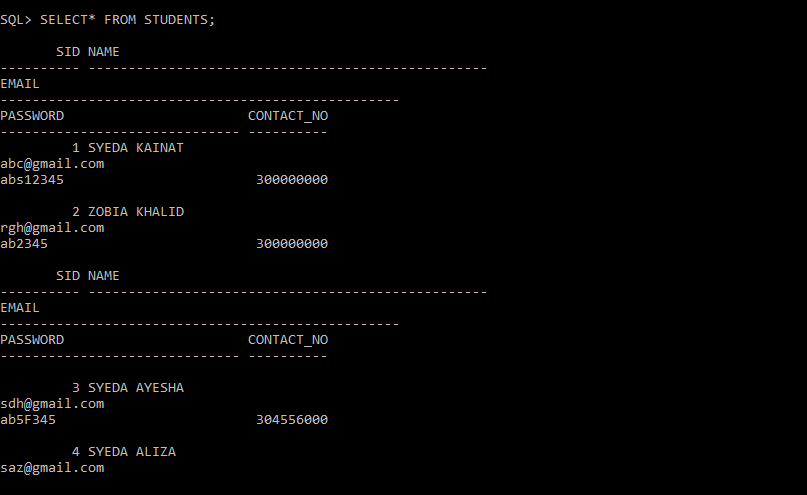 SQL> SELECT* FROM STUDENTS;
SID NAME
---------- --------------------------------------------------
EMAIL
--------------------------------------------------
PASSWORD CONTACT_NO
------------------------------ ----------
1 SYEDA KAINAT
abc@gmail.com
abs12345 300000000
2 ZOBIA KHALID
rgh@gmail.com
ab2345 300000000
SID NAME
---------- --------------------------------------------------
EMAIL
--------------------------------------------------
PASSWORD CONTACT_NO
------------------------------ ----------
3 SYEDA AYESHA
sdh@gmail.com
ab5F345 304556000
4 SYEDA ALIZA
saz@gmail.com